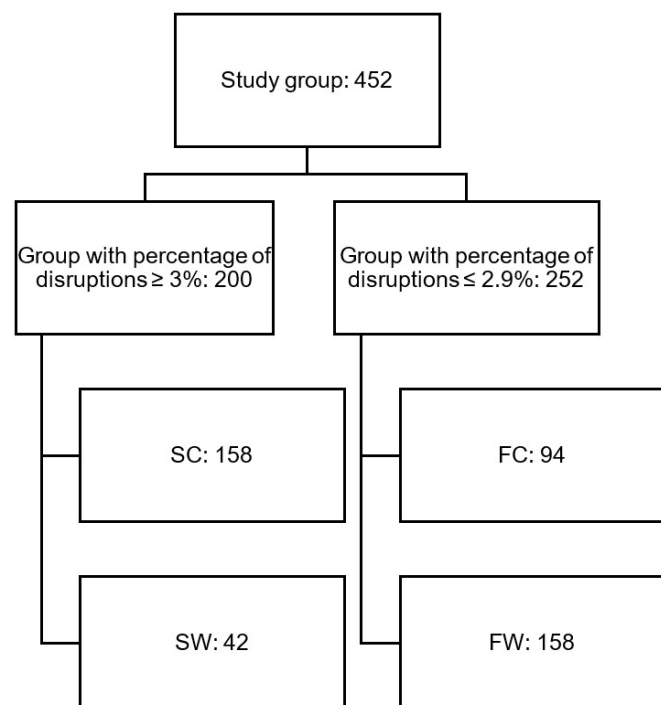 Study group: 452
Group with percentage of
disruptions ≥ 3%: 200
Group with percentage of
disruptions ≤ 2.9%: 252
SC: 158
FC: 94
SW: 42
FW: 158